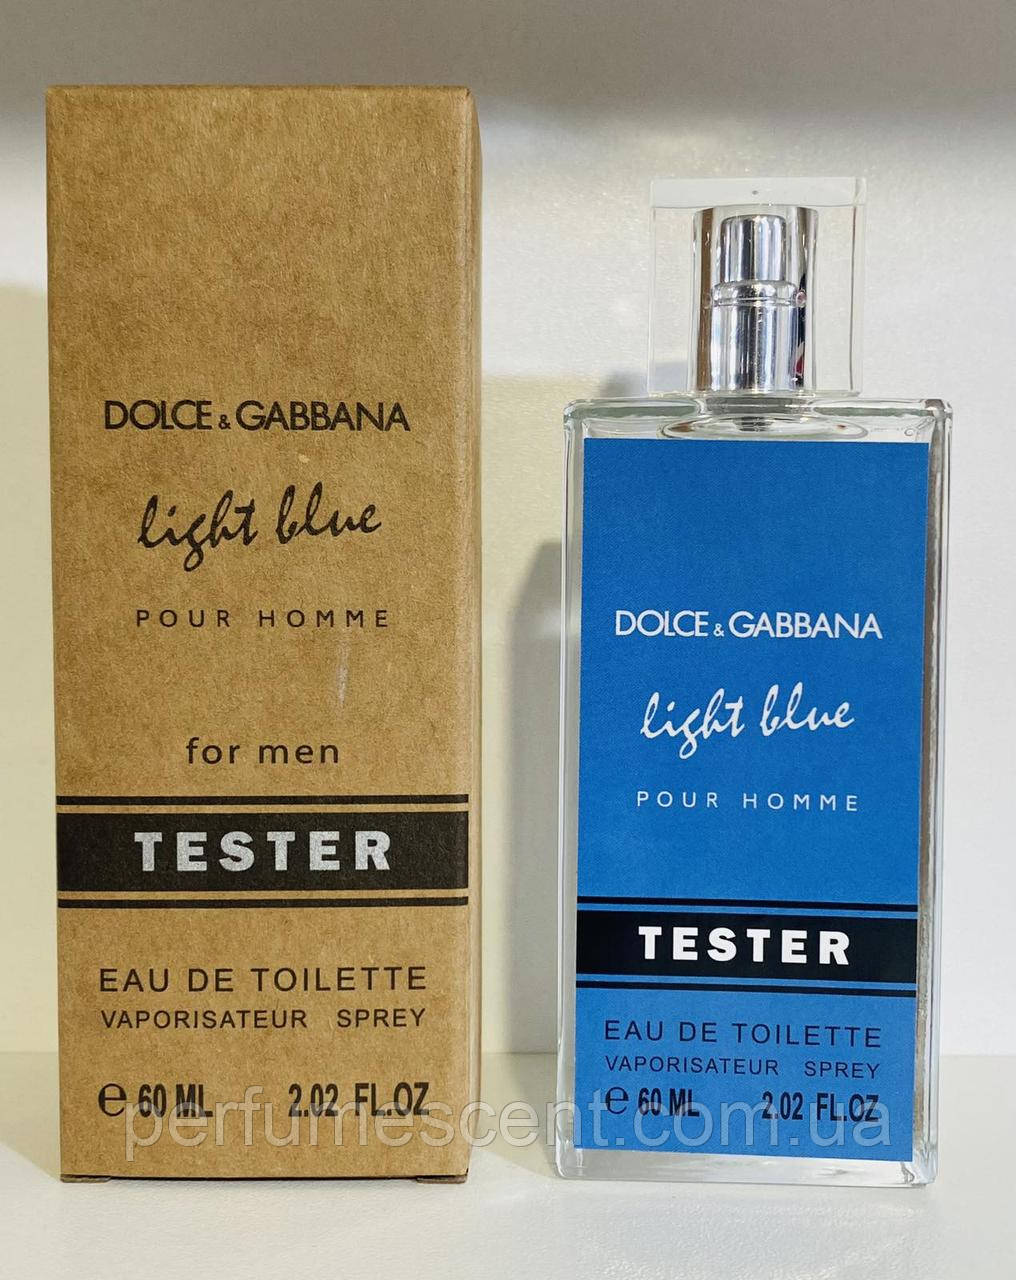 DOLCE & GABBANA
light blue
POUR HOMME
for men
TESTER
EAU DE TOILETTE
VAPORISATEUR SPREY
e 60 ML 2.02 FL.OZ
DOLCE & GABBANA
light blue
POUR HOMME
TESTER
EAU DE TOILETTE
VAPORISATEUR SPREY
e 60 ML 2.02 FL.OZ
perfumescent.com.ua